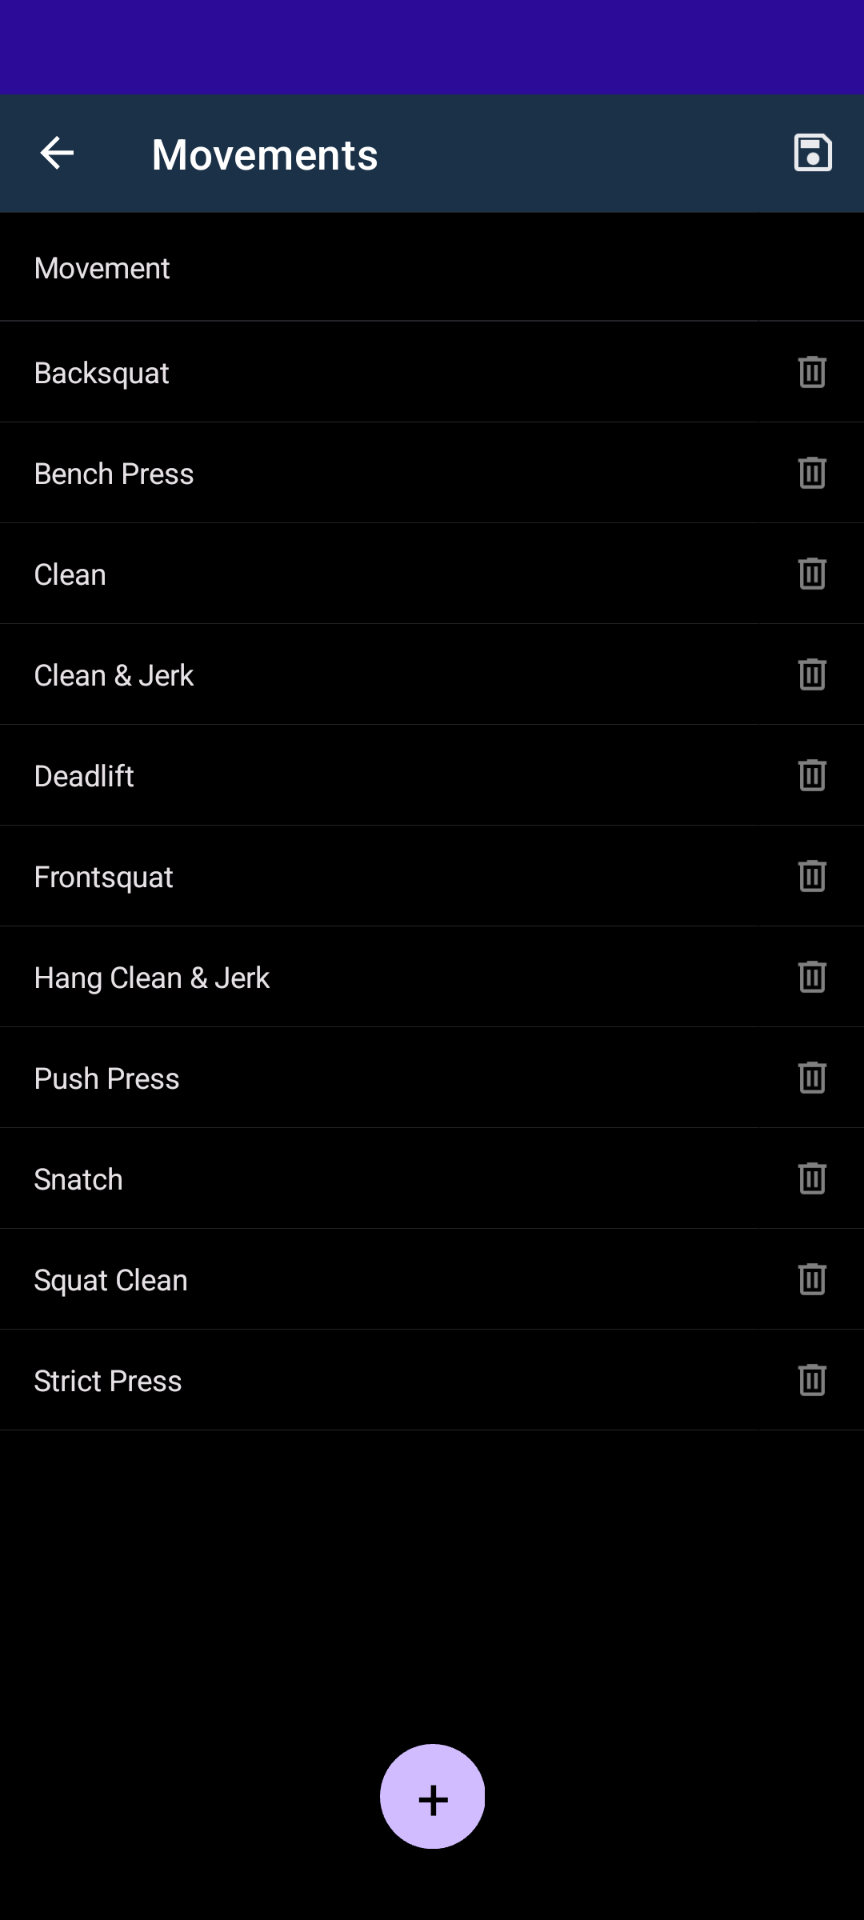 Movements
Movement
Backsquat
Bench Press
Clean
Clean & Jerk
Deadlift
Frontsquat
Hang Clean & Jerk
Push Press
Snatch
Squat Clean
Strict Press
+